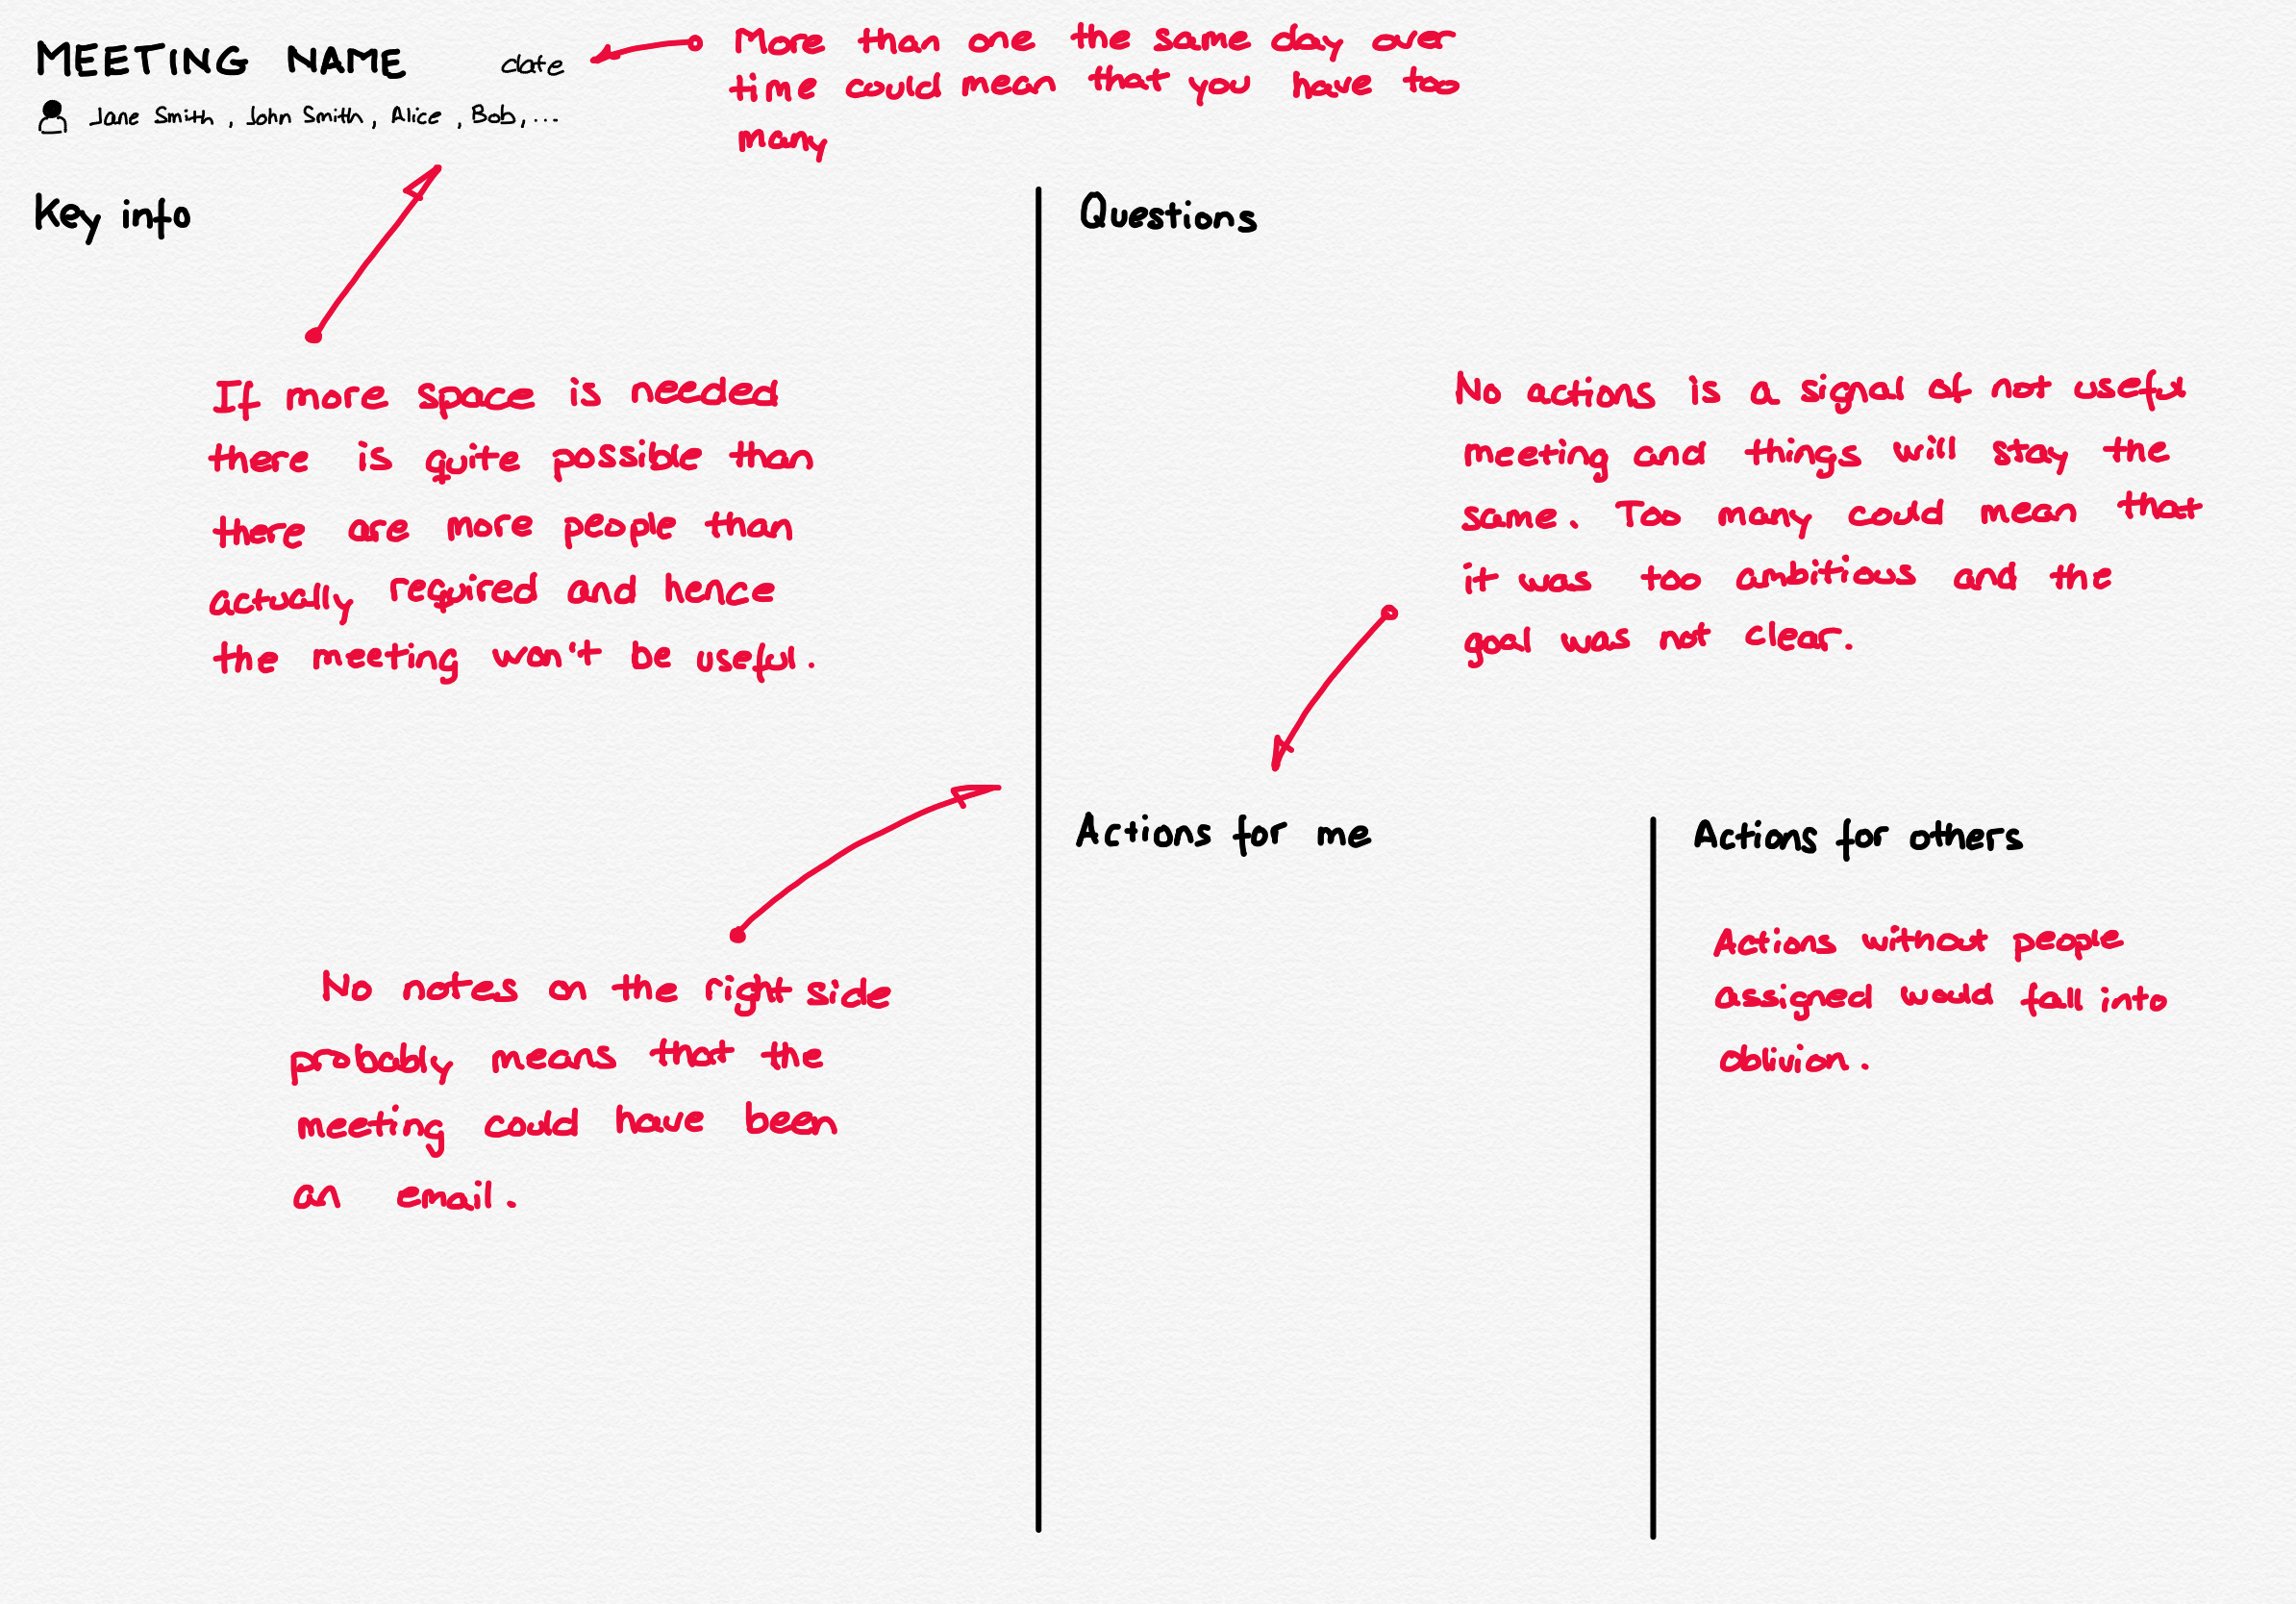 MEETING NAME date
Jane Smith, John Smith, Alice, Bob, ...
More than one the same day over
time could mean that you have too
many
Key info
If more space is needed
there is quite possible than
there are more people than
actually required and hence
the meeting won't be useful.
No notes on the right side
probably means that the
meeting could have been
an email.
Questions
No actions is a signal of not useful
meeting and things will stay the
same. Too many could mean that
it was too ambitious and the
goal was not clear.
Actions for me
Actions for others
Actions without people
assigned would fall into
oblivion.